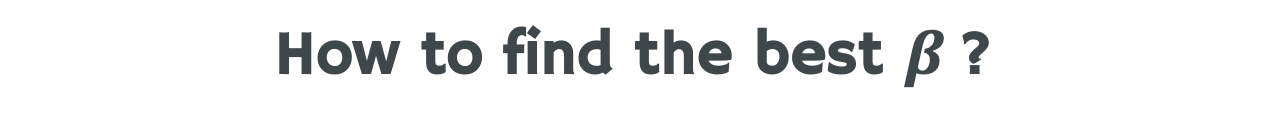 How to find the best β ?